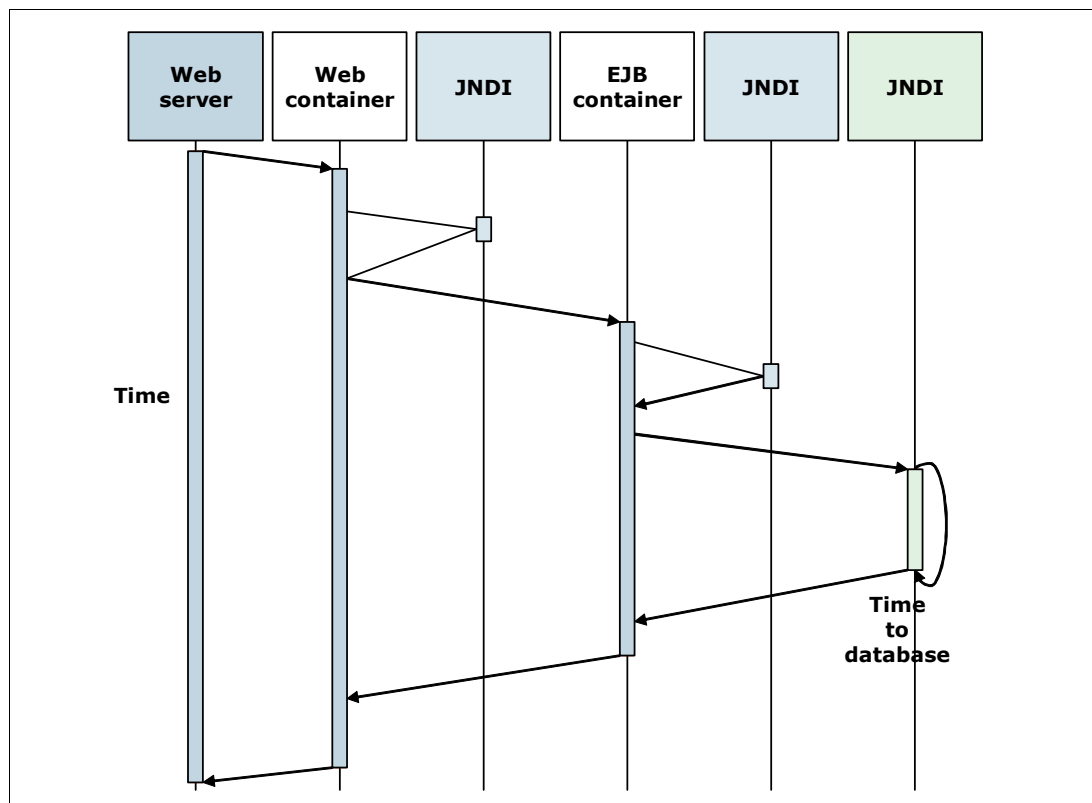 Web
server
Web
container
JNDI
EJB
container
JNDI
JNDI
Time
Time
to
database